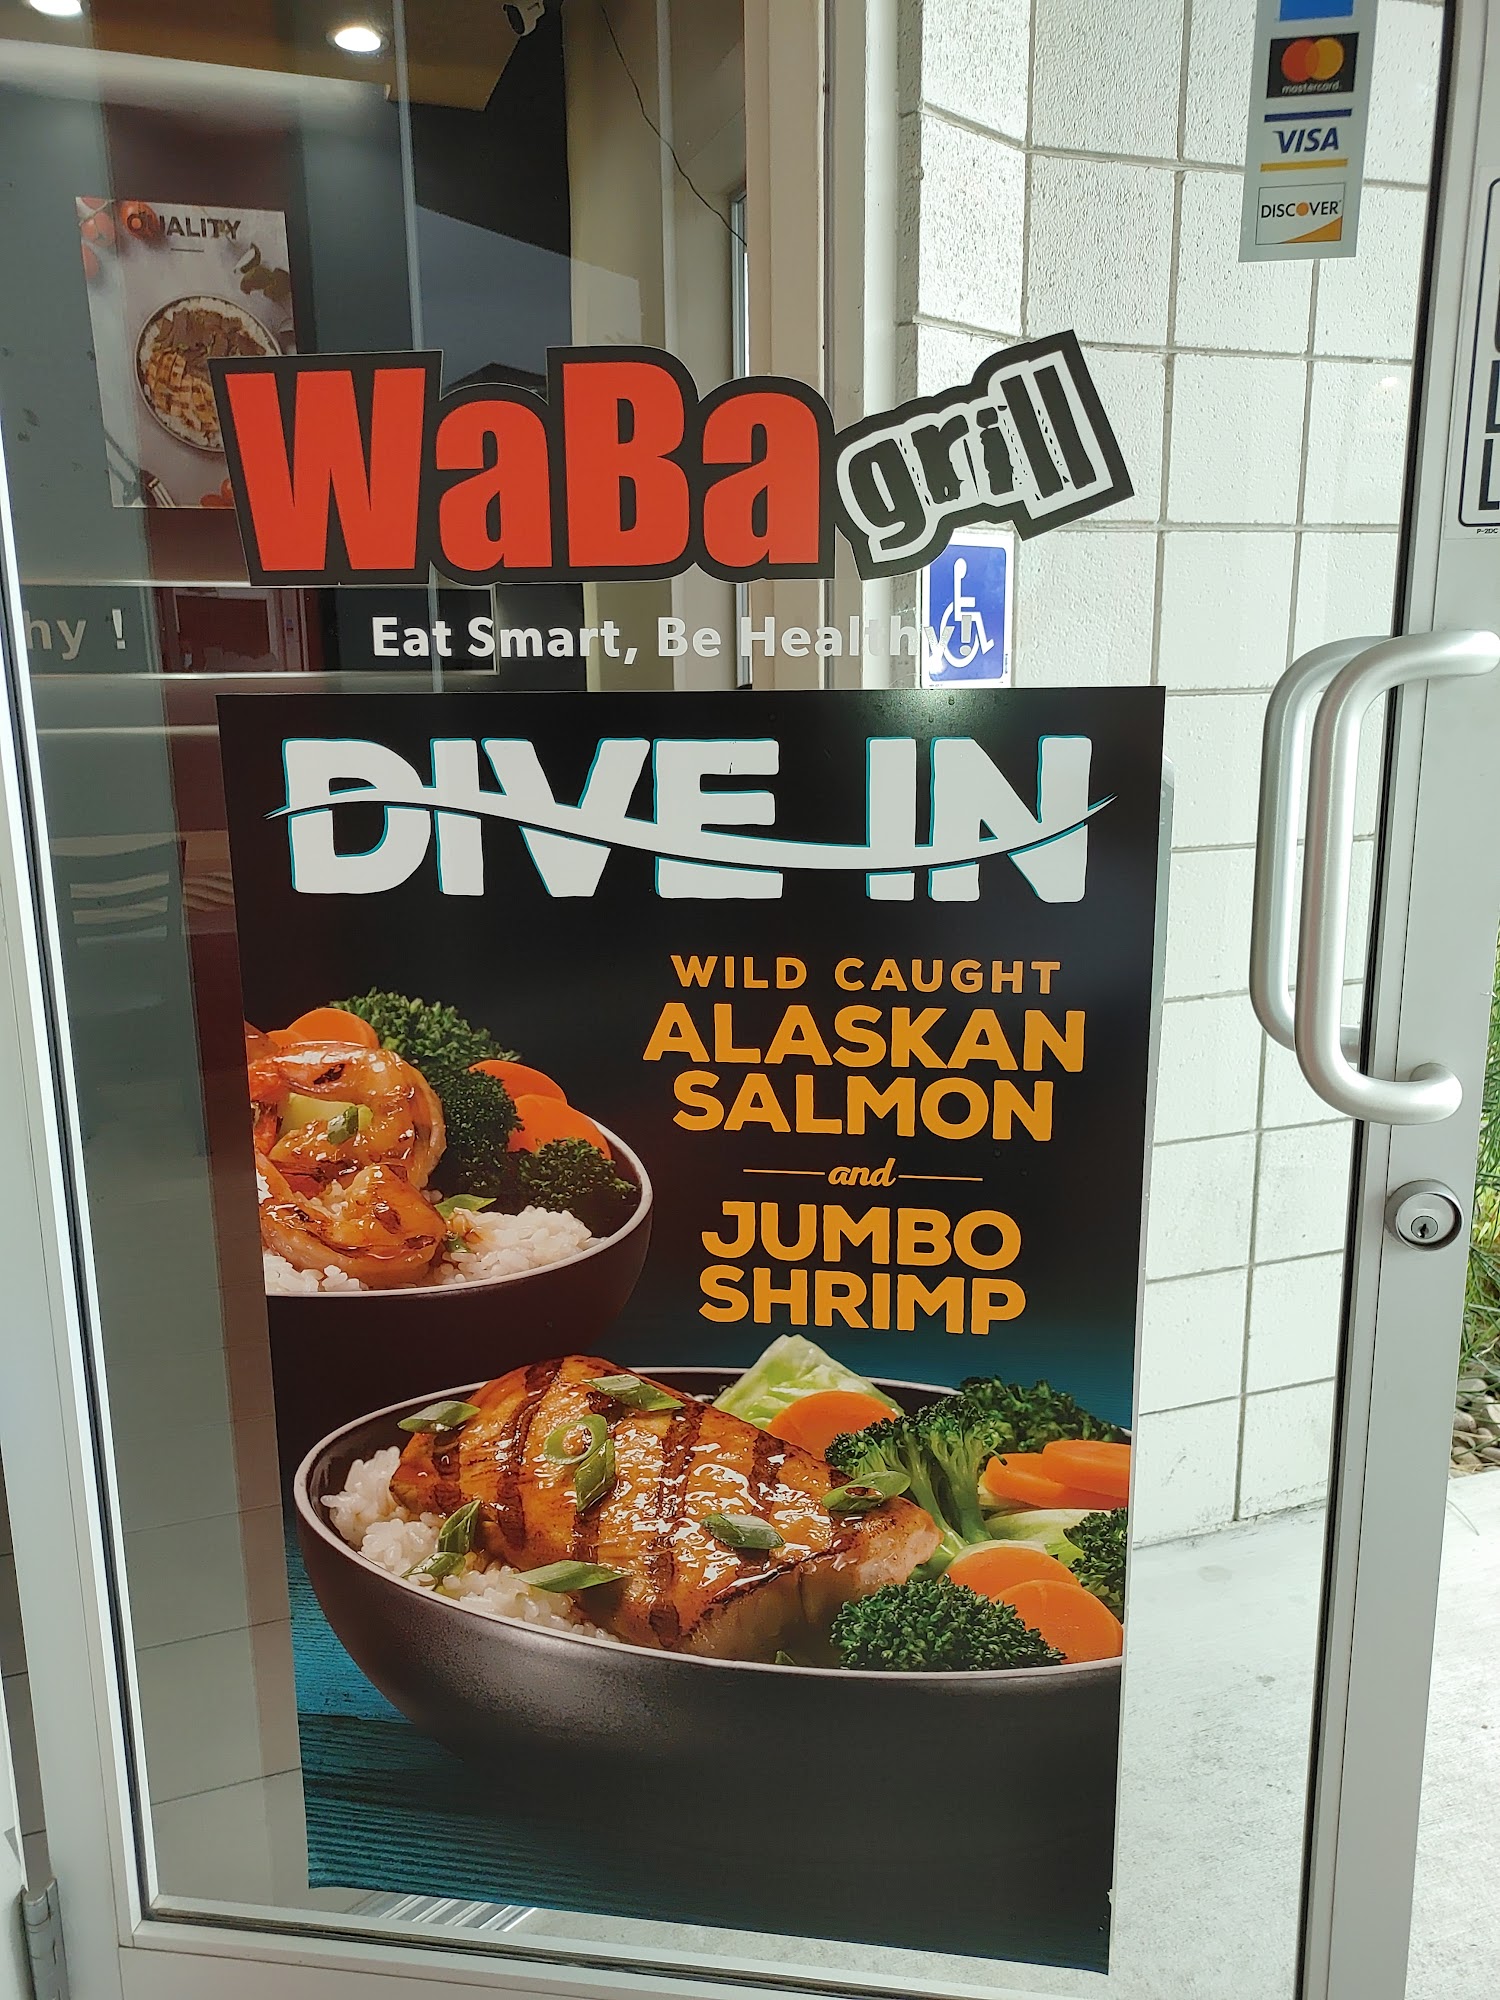 mastercard.
VISA
DISCOVER
QUALITY
WaBa grill
hy !
Eat Smart, Be Healthy!
DIVE IN
WILD CAUGHT
ALASKAN
SALMON
and
JUMBO
SHRIMP